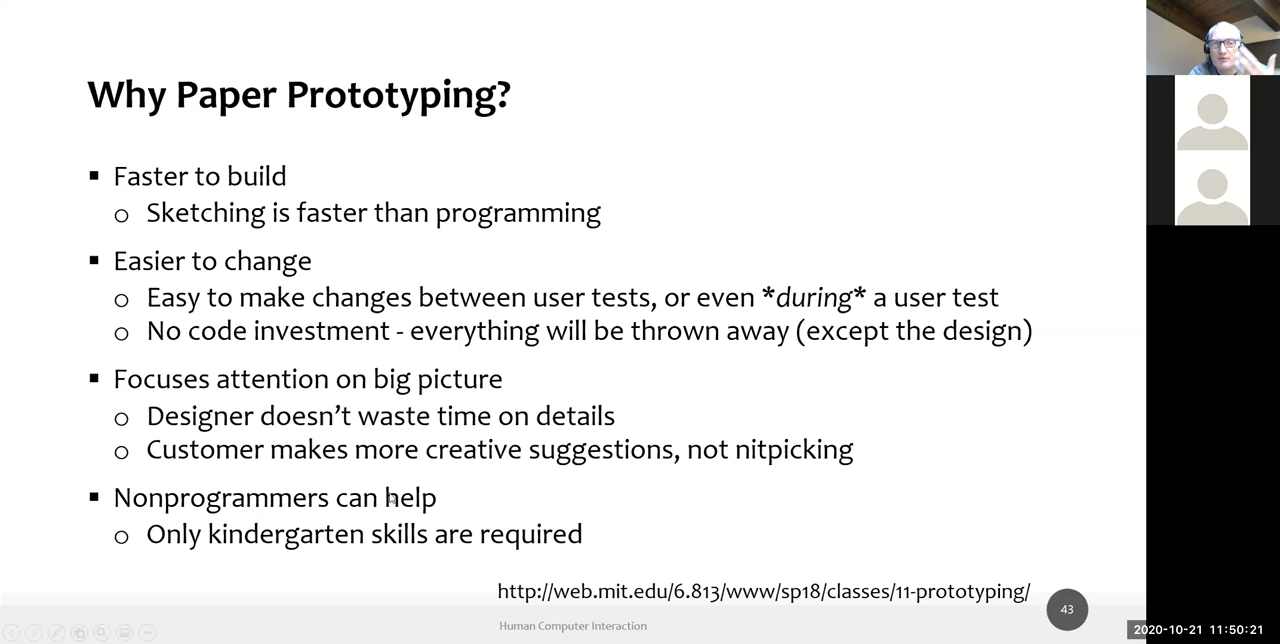 Why Paper Prototyping?
▪ Faster to build
o Sketching is faster than programming
▪ Easier to change
o Easy to make changes between user tests, or even *during* a user test
o No code investment - everything will be thrown away (except the design)
▪ Focuses attention on big picture
o Designer doesn’t waste time on details
o Customer makes more creative suggestions, not nitpicking
▪ Nonprogrammers can help
o Only kindergarten skills are required
http://web.mit.edu/6.813/www/sp18/classes/11-prototyping/
43
Human Computer Interaction
2020-10-21 11:50:21